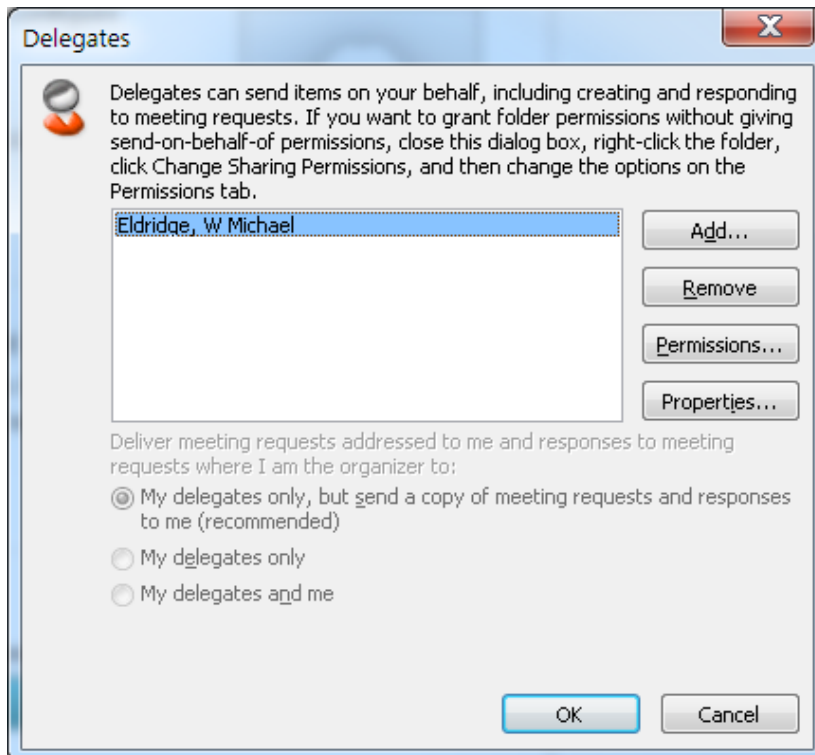 Delegates
Delegates can send items on your behalf, including creating and responding
to meeting requests. If you want to grant folder permissions without giving
send-on-behalf-of permissions, close this dialog box, right-click the folder,
click Change Sharing Permissions, and then change the options on the
Permissions tab.
Eldridge, W Michael
Add...
Remove
Permissions...
Properties...
Deliver meeting requests addressed to me and responses to meeting
requests where I am the organizer to:
My delegates only, but send a copy of meeting requests and responses
to me (recommended)
My delegates only
My delegates and me
OK
Cancel